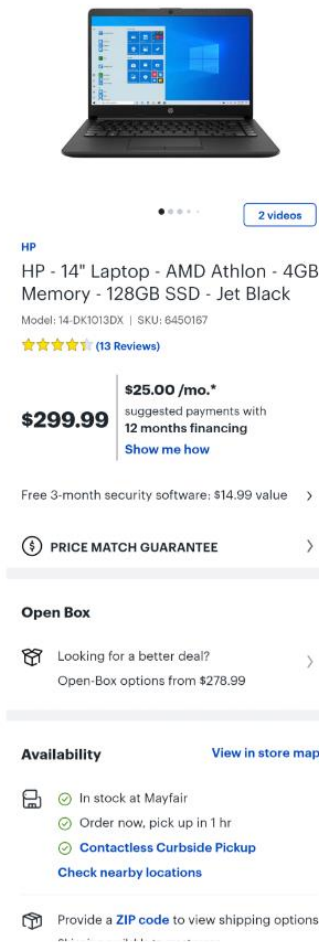 2 videos
HP
HP - 14" Laptop - AMD Athlon - 4GB
Memory - 128GB SSD - Jet Black
Model: 14-DK1013DX | SKU: 6450167
(13 Reviews)
$299.99
$25.00 /mo.*
suggested payments with
12 months financing
Show me how
Free 3-month security software: $14.99 value
PRICE MATCH GUARANTEE
Open Box
Looking for a better deal?
Open-Box options from $278.99
Availability
View in store map
In stock at Mayfair
Order now, pick up in 1 hr
Contactless Curbside Pickup
Check nearby locations
Provide a ZIP code to view shipping options